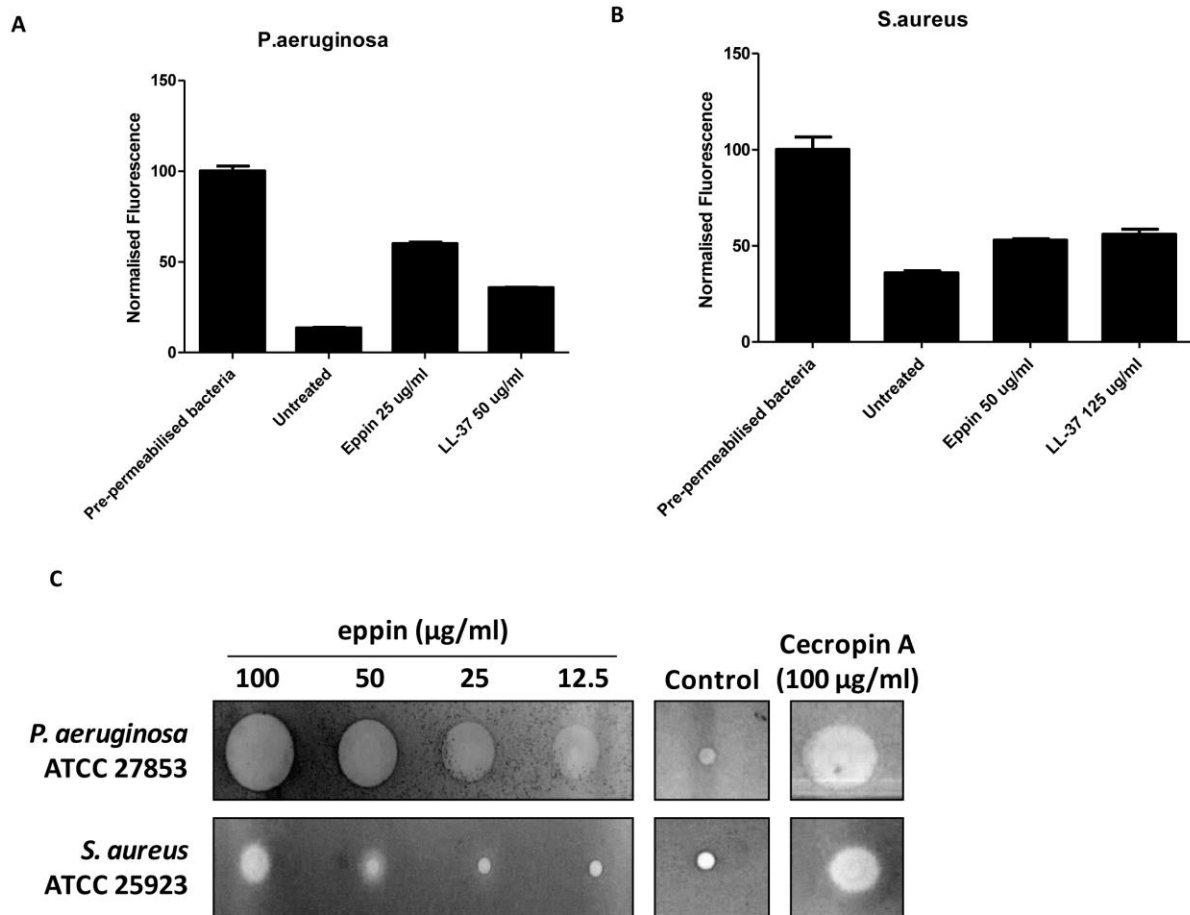 A
P.aeruginosa
Normalised Fluorescence
150
100
50
0
Pre-permeabilised bacteria
Untreated
Eppin 25 ug/ml
LL-37 50 ug/ml
B
S.aureus
Normalised Fluorescence
150
100
50
0
Pre-permeabilised bacteria
Untreated
Eppin 50 ug/ml
LL-37 125 ug/ml
C
eppin (µg/ml)
100 50 25 12.5
Control
Cecropin A
(100 µg/ml)
P. aeruginosa
ATCC 27853
S. aureus
ATCC 25923